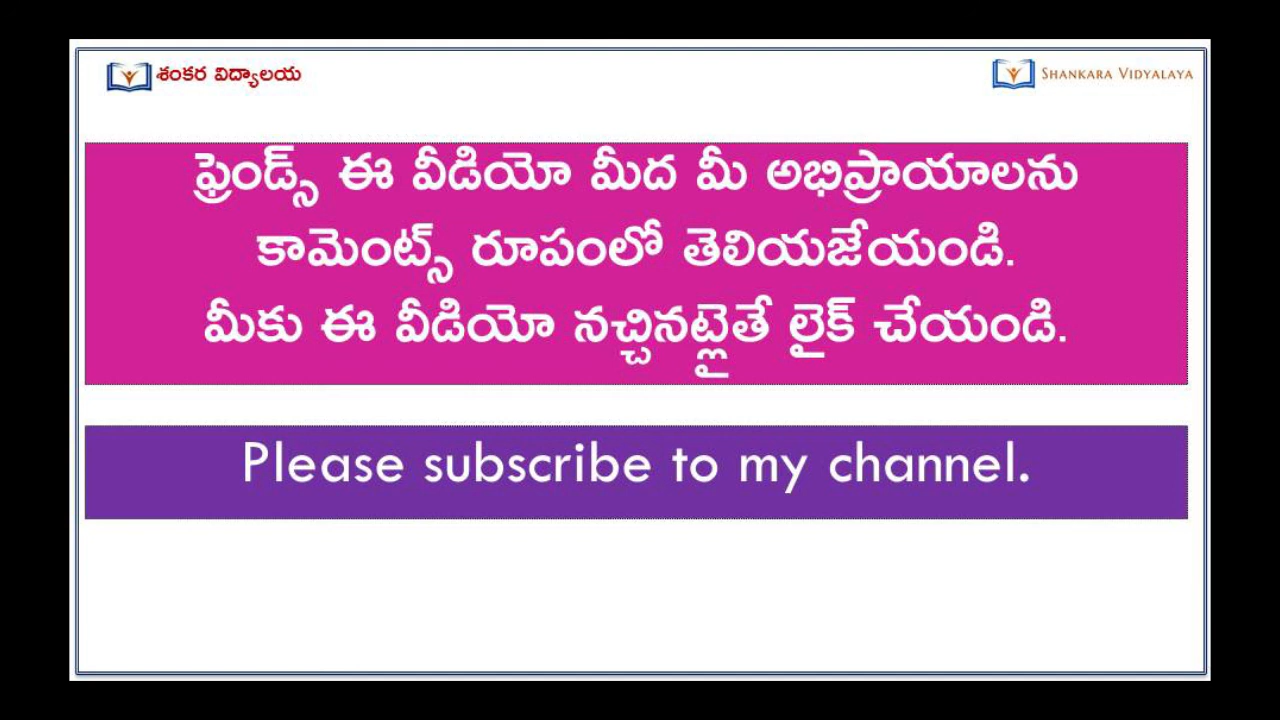 శంకర విద్యాలయ
SHANKARA VIDYALAYA
ఫ్రెండ్స్ ఈ వీడియో మీద మీ అభిప్రాయాలను
కామెంట్స్ రూపంలో తెలియజేయండి.
మీకు ఈ వీడియో నచ్చినట్లైతే లైక్ చేయండి.
Please subscribe to my channel.